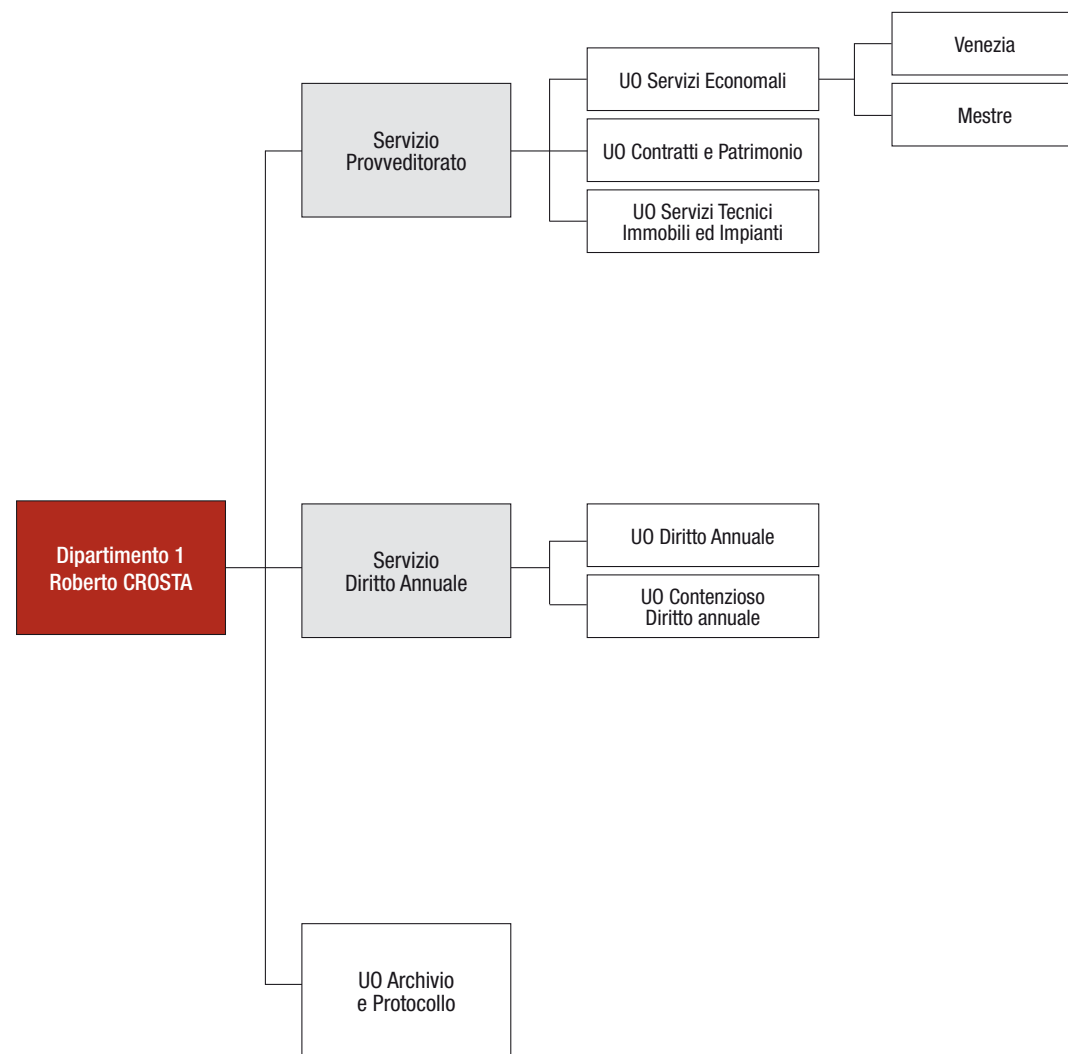 Venezia
UO Servizi Economali
Mestre
Servizio
Provveditorato
UO Contratti e Patrimonio
UO Servizi Tecnici
Immobili ed Impianti
Dipartimento 1
Roberto CROSTA
Servizio
Diritto Annuale
UO Diritto Annuale
UO Contenzioso
Diritto annuale
UO Archivio
e Protocollo